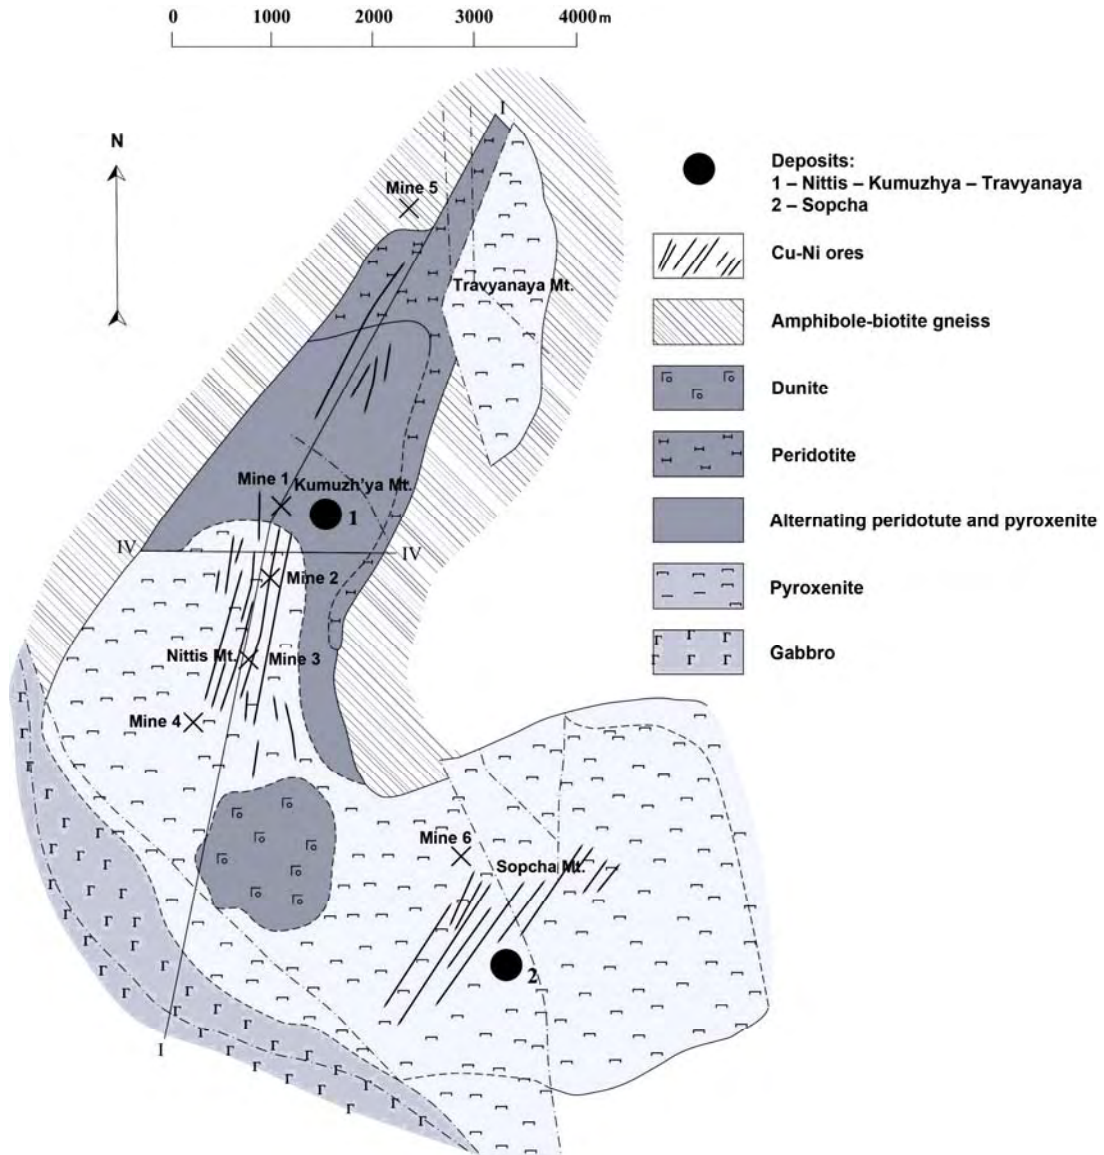 0 1000 2000 3000 4000 m
N
I
Mine 5
Travyanaya Mt.
Mine 1
Kumuzh'ya Mt.
1
IV
IV
Mine 2
Nittis Mt.
Mine 3
Mine 4
Mine 6
Sopcha Mt.
2
I
Deposits:
1 – Nittis – Kumuzhya – Travyanaya
2 – Sopcha
Cu-Ni ores
Amphibole-biotite gneiss
Dunite
Peridotite
Alternating peridotute and pyroxenite
Pyroxenite
Gabbro